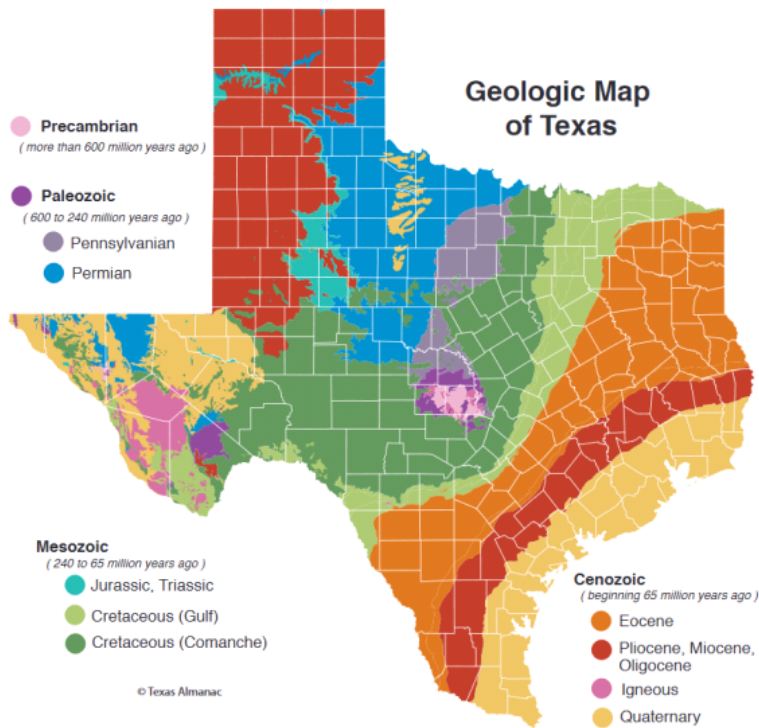 Geologic Map
of Texas
Precambrian
( more than 600 million years ago )
Paleozoic
( 600 to 240 million years ago )
Pennsylvanian
Permian
Mesozoic
( 240 to 65 million years ago )
Jurassic, Triassic
Cretaceous (Gulf)
Cretaceous (Comanche)
© Texas Almanac
Cenozoic
( beginning 65 million years ago )
Eocene
Pliocene, Miocene,
Oligocene
Igneous
Quaternary